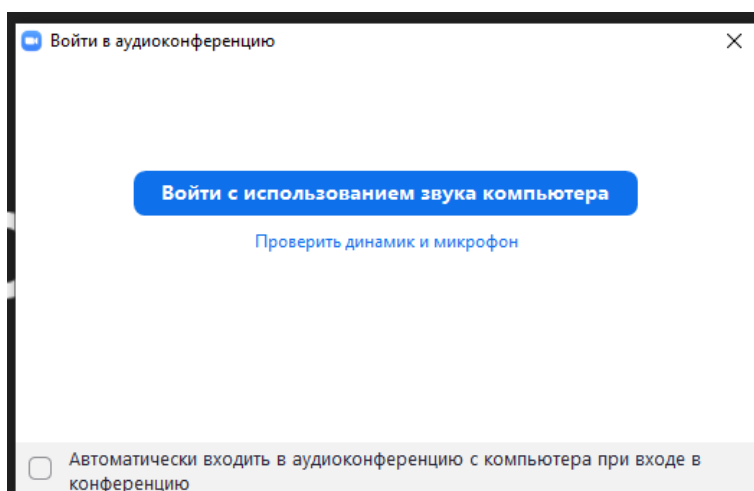 Войти в аудиоконференцию
Войти с использованием звука компьютера
Проверить динамик и микрофон
Автоматически входить в аудиоконференцию с компьютера при входе в
конференцию